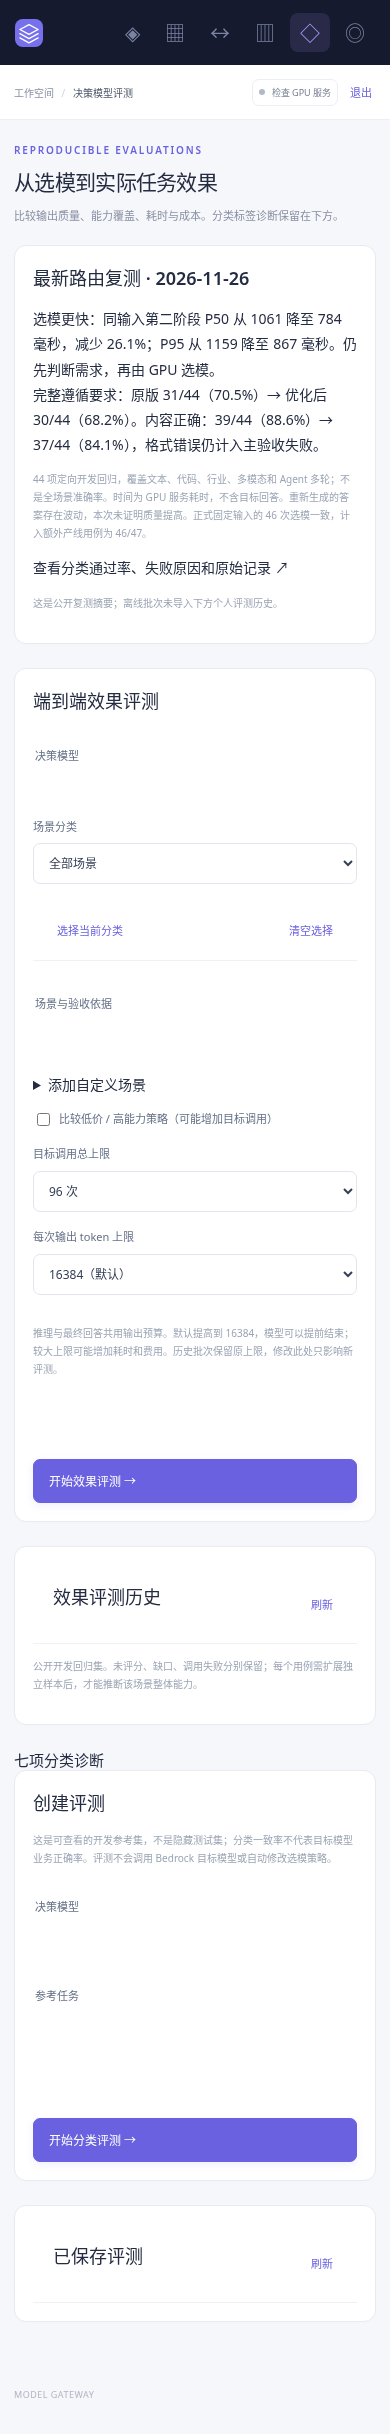 工作空间 / 决策模型评测
检查 GPU 服务 退出
REPRODUCIBLE EVALUATIONS
从选模到实际任务效果
比较输出质量、能力覆盖、耗时与成本。分类标签诊断保留在下方。
最新路由复测 · 2026-11-26
选模更快：同输入第二阶段 P50 从 1061 降至 784
毫秒，减少 26.1%；P95 从 1159 降至 867 毫秒。仍
先判断需求，再由 GPU 选模。
完整遵循要求：原版 31/44（70.5%）→ 优化后
30/44（68.2%）。内容正确：39/44（88.6%）→
37/44（84.1%），格式错误仍计入主验收失败。
44 项定向开发回归，覆盖文本、代码、行业、多模态和 Agent 多轮；不
是全场景准确率。时间为 GPU 服务耗时，不含目标回答。重新生成的答
案存在波动，本次未证明质量提高。正式固定输入的 46 次选模一致，计
入额外产线用例为 46/47。
查看分类通过率、失败原因和原始记录 ↗
这是公开复测摘要；离线批次未导入下方个人评测历史。
端到端效果评测
决策模型
场景分类
全部场景
选择当前分类 清空选择
场景与验收依据
▶ 添加自定义场景
比较低价 / 高能力策略（可能增加目标调用）
目标调用总上限
96 次
每次输出 token 上限
16384（默认）
推理与最终回答共用输出预算。默认提高到 16384，模型可以提前结束；
较大上限可能增加耗时和费用。历史批次保留原上限，修改此处只影响新
评测。
开始效果评测 →
效果评测历史
刷新
公开开发回归集。未评分、缺口、调用失败分别保留；每个用例需扩展独
立样本后，才能推断该场景整体能力。
七项分类诊断
创建评测
这是可查看的开发参考集，不是隐藏测试集；分类一致率不代表目标模型
业务正确率。评测不会调用 Bedrock 目标模型或自动修改选模策略。
决策模型
参考任务
开始分类评测 →
已保存评测
刷新
MODEL GATEWAY